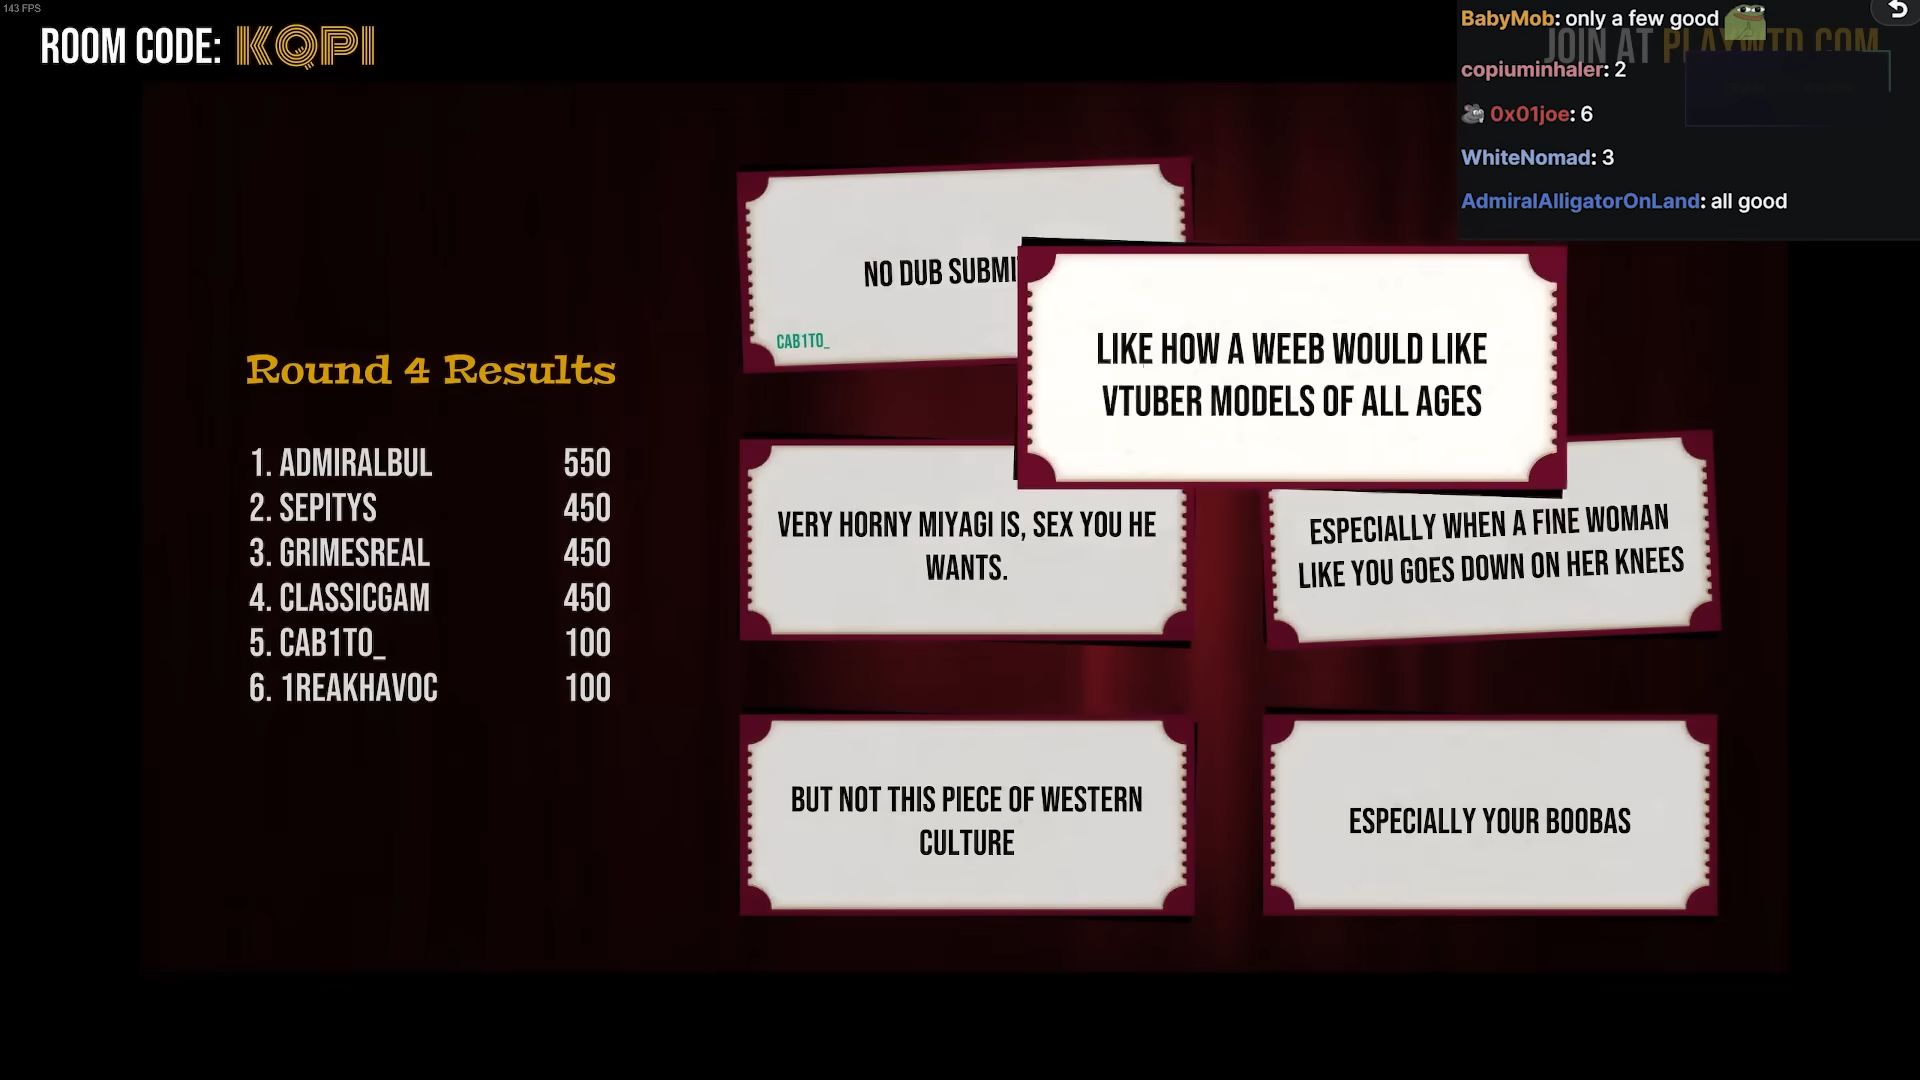 143 FPS
ROOM CODE: KQPI
JOIN AT PLAYWTD.COM
BabyMob: only a few good
copiuminhaler: 2
0x01joe: 6
WhiteNomad: 3
AdmiralAlligatorOnLand: all good
Round 4 Results
1. ADMIRALBUL 550
2. SEPITYS 450
3. GRIMESREAL 450
4. CLASSICGAM 450
5. CAB1TO_ 100
6. 1REAKHAVOC 100
NO DUB SUBMI
CAB1TO_
LIKE HOW A WEEB WOULD LIKE
VTUBER MODELS OF ALL AGES
VERY HORNY MIYAGI IS, SEX YOU HE
WANTS.
ESPECIALLY WHEN A FINE WOMAN
LIKE YOU GOES DOWN ON HER KNEES
BUT NOT THIS PIECE OF WESTERN
CULTURE
ESPECIALLY YOUR BOOBAS